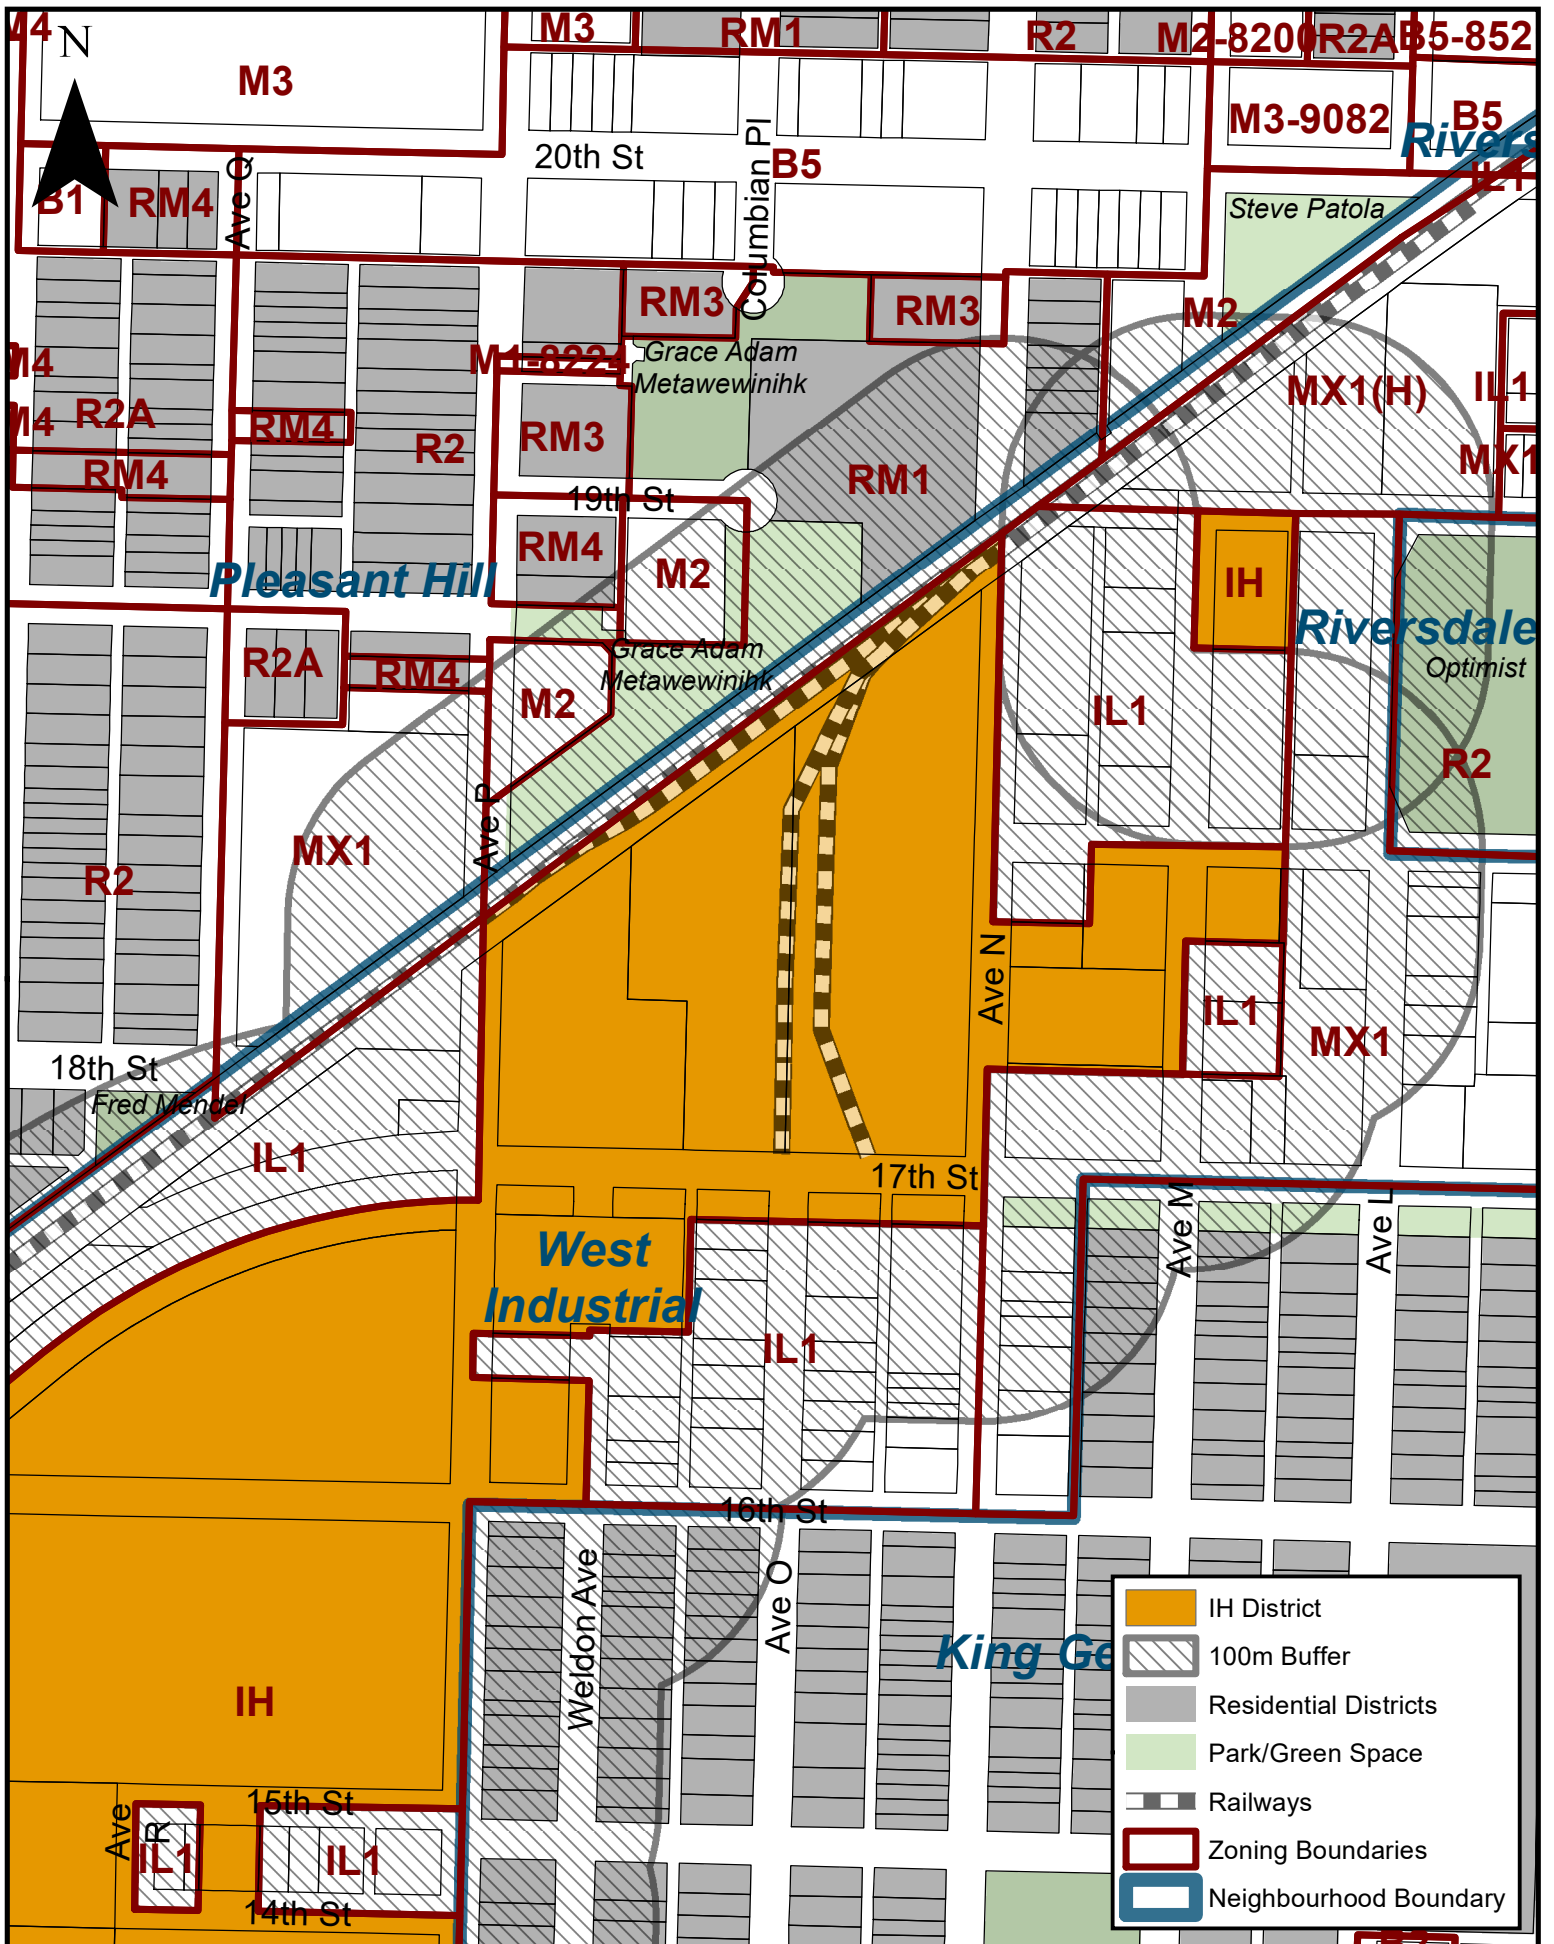 M4
N
M3
M3
RM1
R2
M2-8200
R2A
B5-852
M3-9082
B5
Rivers
IL1
20th St
B5
Columbian Pl
Ave Q
B1
RM4
Steve Patola
RM3
RM3
M2
M1-8224
Grace Adam
Metawewinihk
M4
M4
R2A
RM4
R2
RM3
RM4
RM1
MX1(H)
IL1
MX1
19th St
RM4
M2
IH
Pleasant Hill
Riversdale
Optimist
R2A
RM4
Grace Adam
Metawewinihk
M2
IL1
R2
Ave P
MX1
R2
Ave N
IL1
MX1
18th St
Fred Mendel
IL1
17th St
Ave M
Ave L
West
Industrial
IL1
16th St
Weldon Ave
Ave O
King Ge
IH
15th St
Ave R
IL1
IL1
14th St
IH District
100m Buffer
Residential Districts
Park/Green Space
Railways
Zoning Boundaries
Neighbourhood Boundary